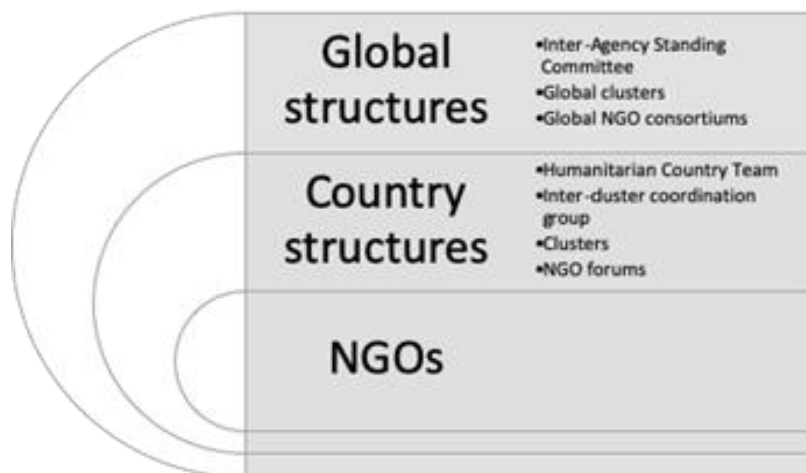 Global
structures
•Inter-Agency Standing
Committee
•Global clusters
•Global NGO consortiums
Country
structures
•Humanitarian Country Team
•Inter-duster coordination
group
•Clusters
•NGO forums
NGOs